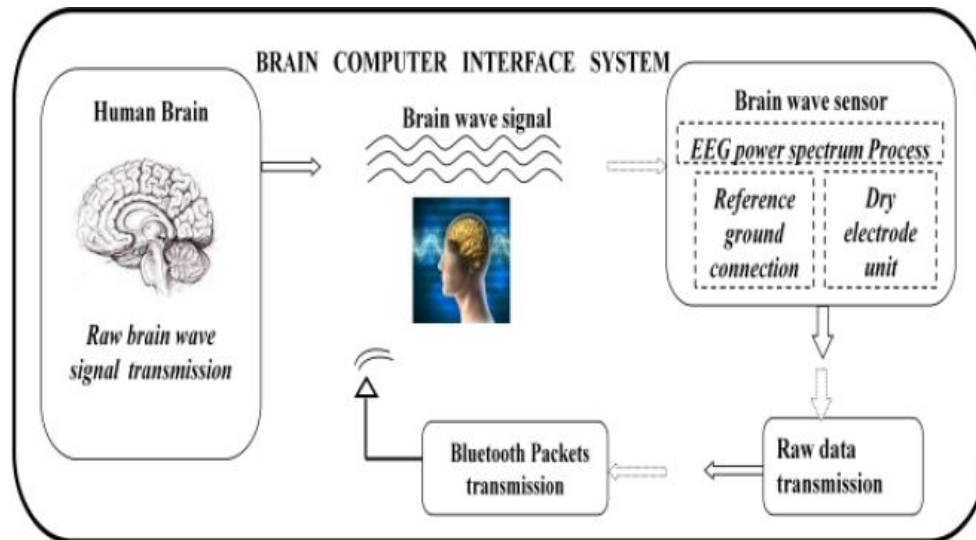 BRAIN COMPUTER INTERFACE SYSTEM
Human Brain
Raw brain wave
signal transmission
Brain wave signal
Brain wave sensor
EEG power spectrum Process
Reference
ground
connection
Dry
electrode
unit
Raw data
transmission
Bluetooth Packets
transmission